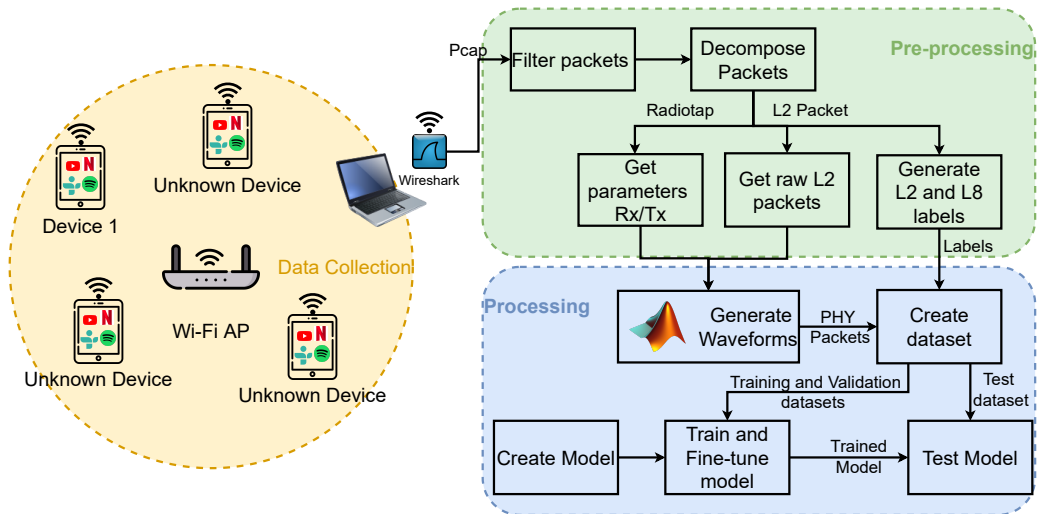 Pcap
Filter packets
Decompose
Packets
Pre-processing
Radiotap
L2 Packet
Get
parameters
Rx/Tx
Get raw L2
packets
Generate
L2 and L8
labels
Labels
Wireshark
Unknown Device
Device 1
Data Collection
Wi-Fi AP
Unknown Device
Unknown Device
N
N
N
N
Processing
Generate
Waveforms
PHY
Packets
Create
dataset
Training and Validation
datasets
Test
dataset
Create Model
Train and
Fine-tune
model
Trained
Model
Test Model